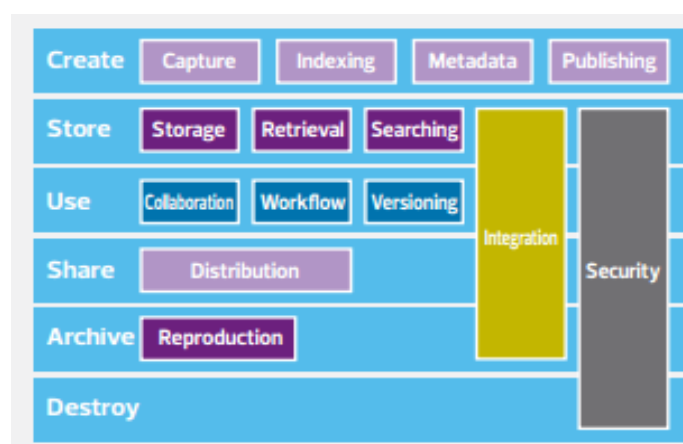 Create Capture Indexing Metadata Publishing
Store Storage Retrieval Searching
Use Collaboration Workflow Versioning
Integration
Share Distribution Security
Archive Reproduction
Destroy